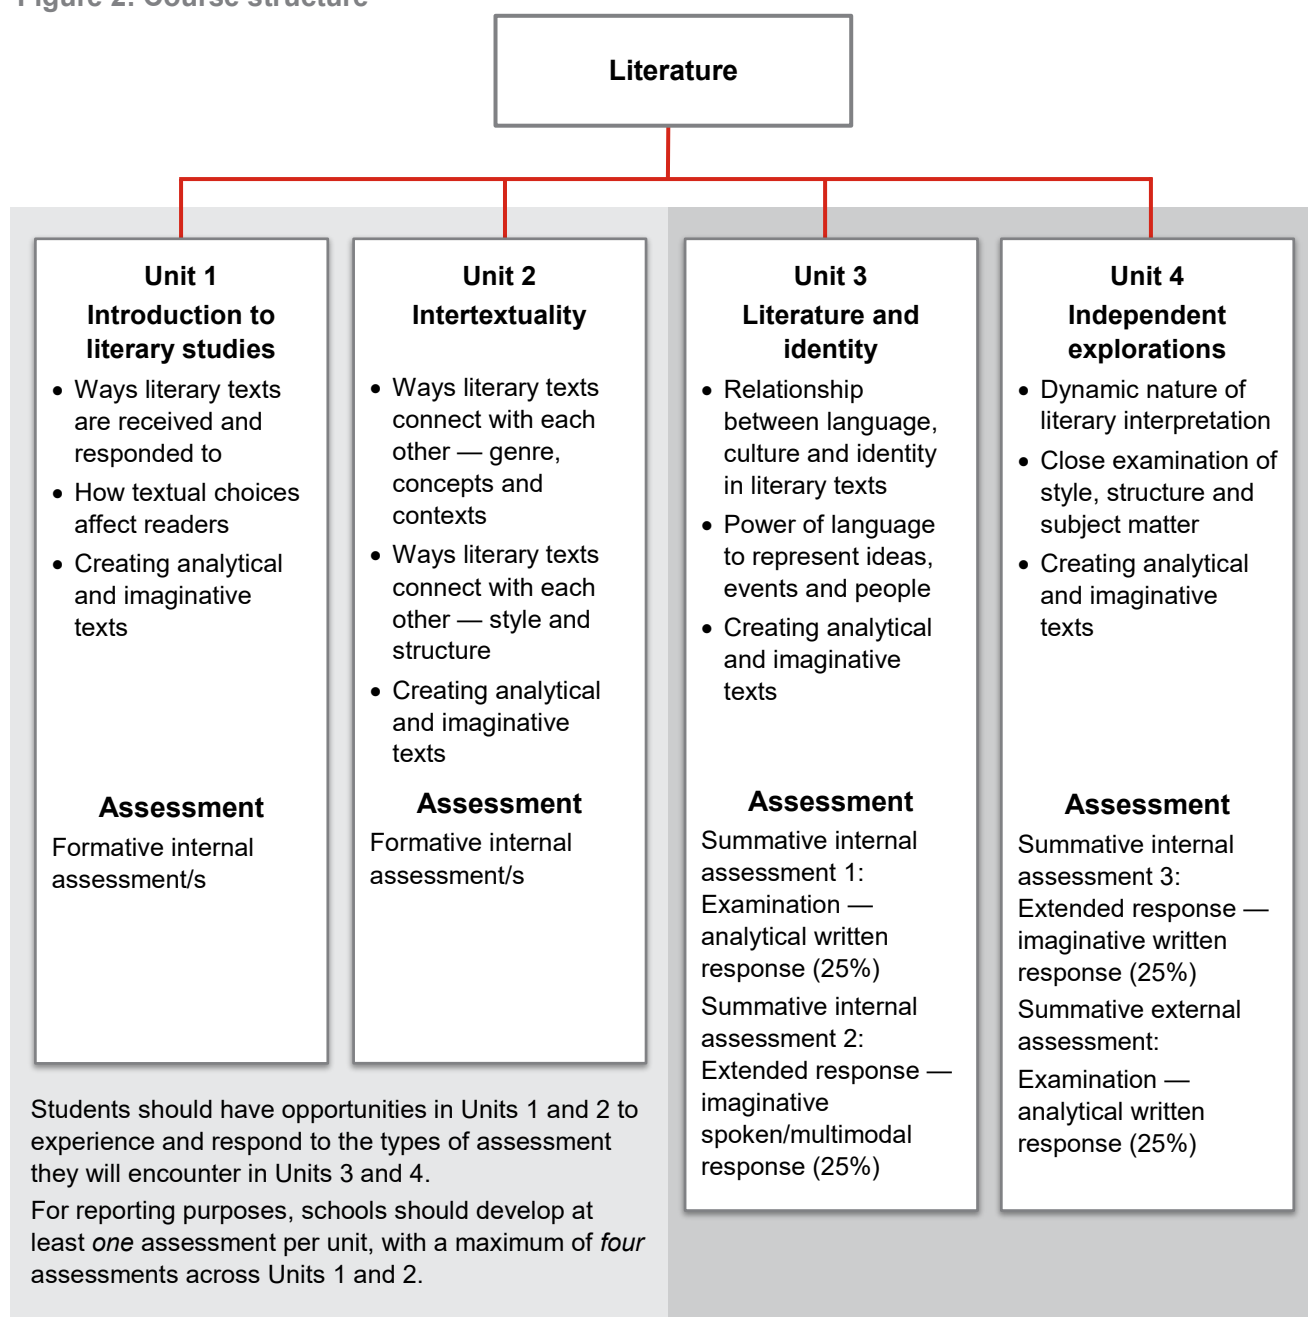 Figure 2: Course structure
Literature
Unit 1
Introduction to
literary studies
• Ways literary texts
are received and
responded to
• How textual choices
affect readers
• Creating analytical
and imaginative
texts
Assessment
Formative internal
assessment/s
Unit 2
Intertextuality
• Ways literary texts
connect with each
other — genre,
concepts and
contexts
• Ways literary texts
connect with each
other — style and
structure
• Creating analytical
and imaginative
texts
Assessment
Formative internal
assessment/s
Unit 3
Literature and
identity
• Relationship
between language,
culture and identity
in literary texts
• Power of language
to represent ideas,
events and people
• Creating analytical
and imaginative
texts
Assessment
Summative internal
assessment 1:
Examination —
analytical written
response (25%)
Summative internal
assessment 2:
Extended response —
imaginative
spoken/multimodal
response (25%)
Unit 4
Independent
explorations
• Dynamic nature of
literary interpretation
• Close examination of
style, structure and
subject matter
• Creating analytical
and imaginative
texts
Assessment
Summative internal
assessment 3:
Extended response —
imaginative written
response (25%)
Summative external
assessment:
Examination —
analytical written
response (25%)
Students should have opportunities in Units 1 and 2 to
experience and respond to the types of assessment
they will encounter in Units 3 and 4.
For reporting purposes, schools should develop at
least one assessment per unit, with a maximum of four
assessments across Units 1 and 2.